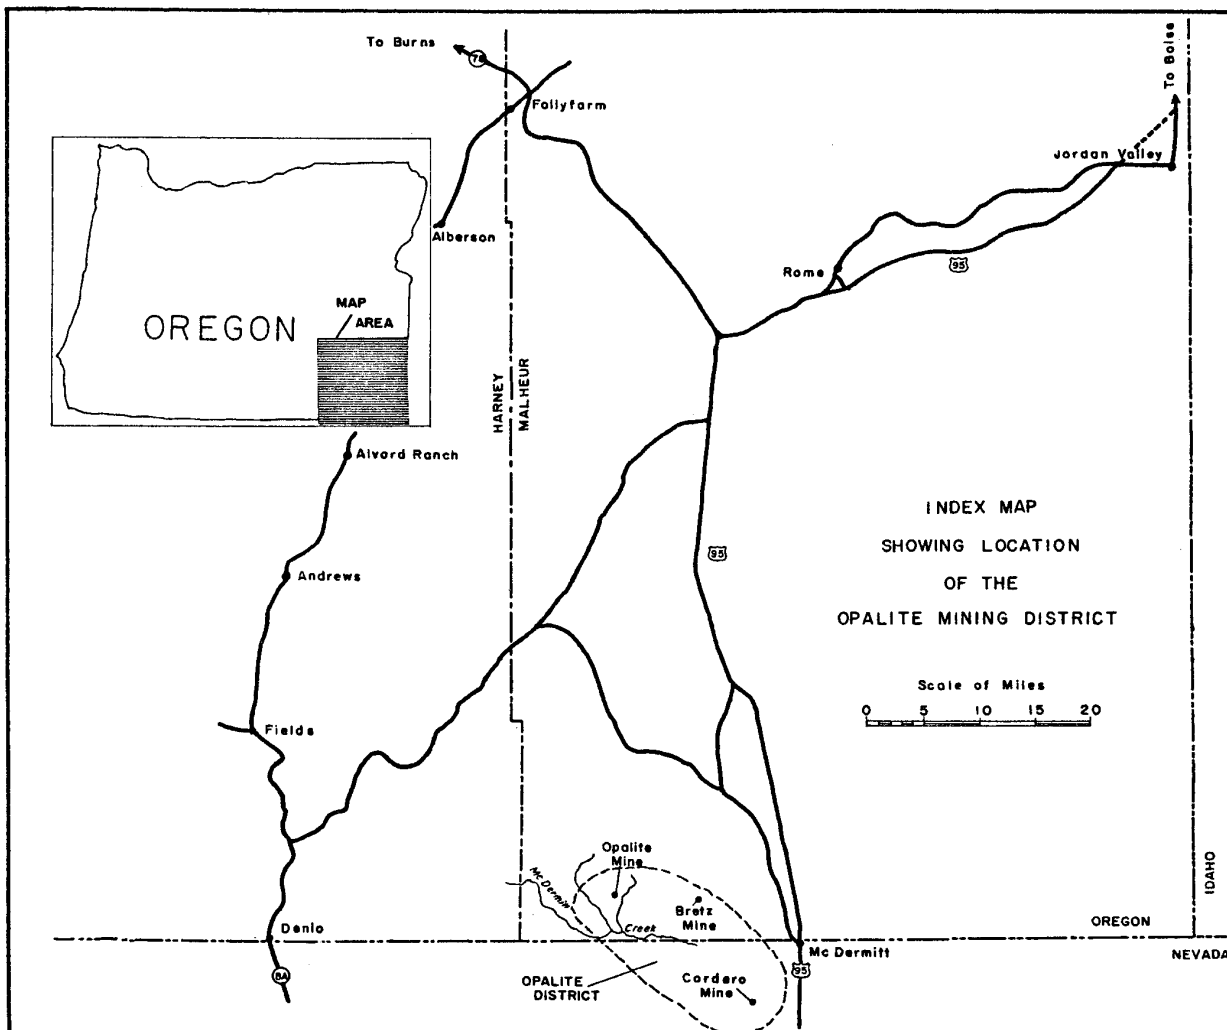 To Burns
78
Follyfarm
To Boise
Jordan Valley
Alberson
Rome
95
MAP
AREA
OREGON
HARNEY
MALHEUR
Alvord Ranch
INDEX MAP
SHOWING LOCATION
OF THE
OPALITE MINING DISTRICT
95
Andrews
Scale of Miles
0 5 10 15 20
Fields
Opalite
Mine
McDermitt
Creek
Bretz
Mine
IDAHO
OREGON
Denio
Mc Dermitt
NEVADA
8A
OPALITE
DISTRICT
Cordero
Mine
95